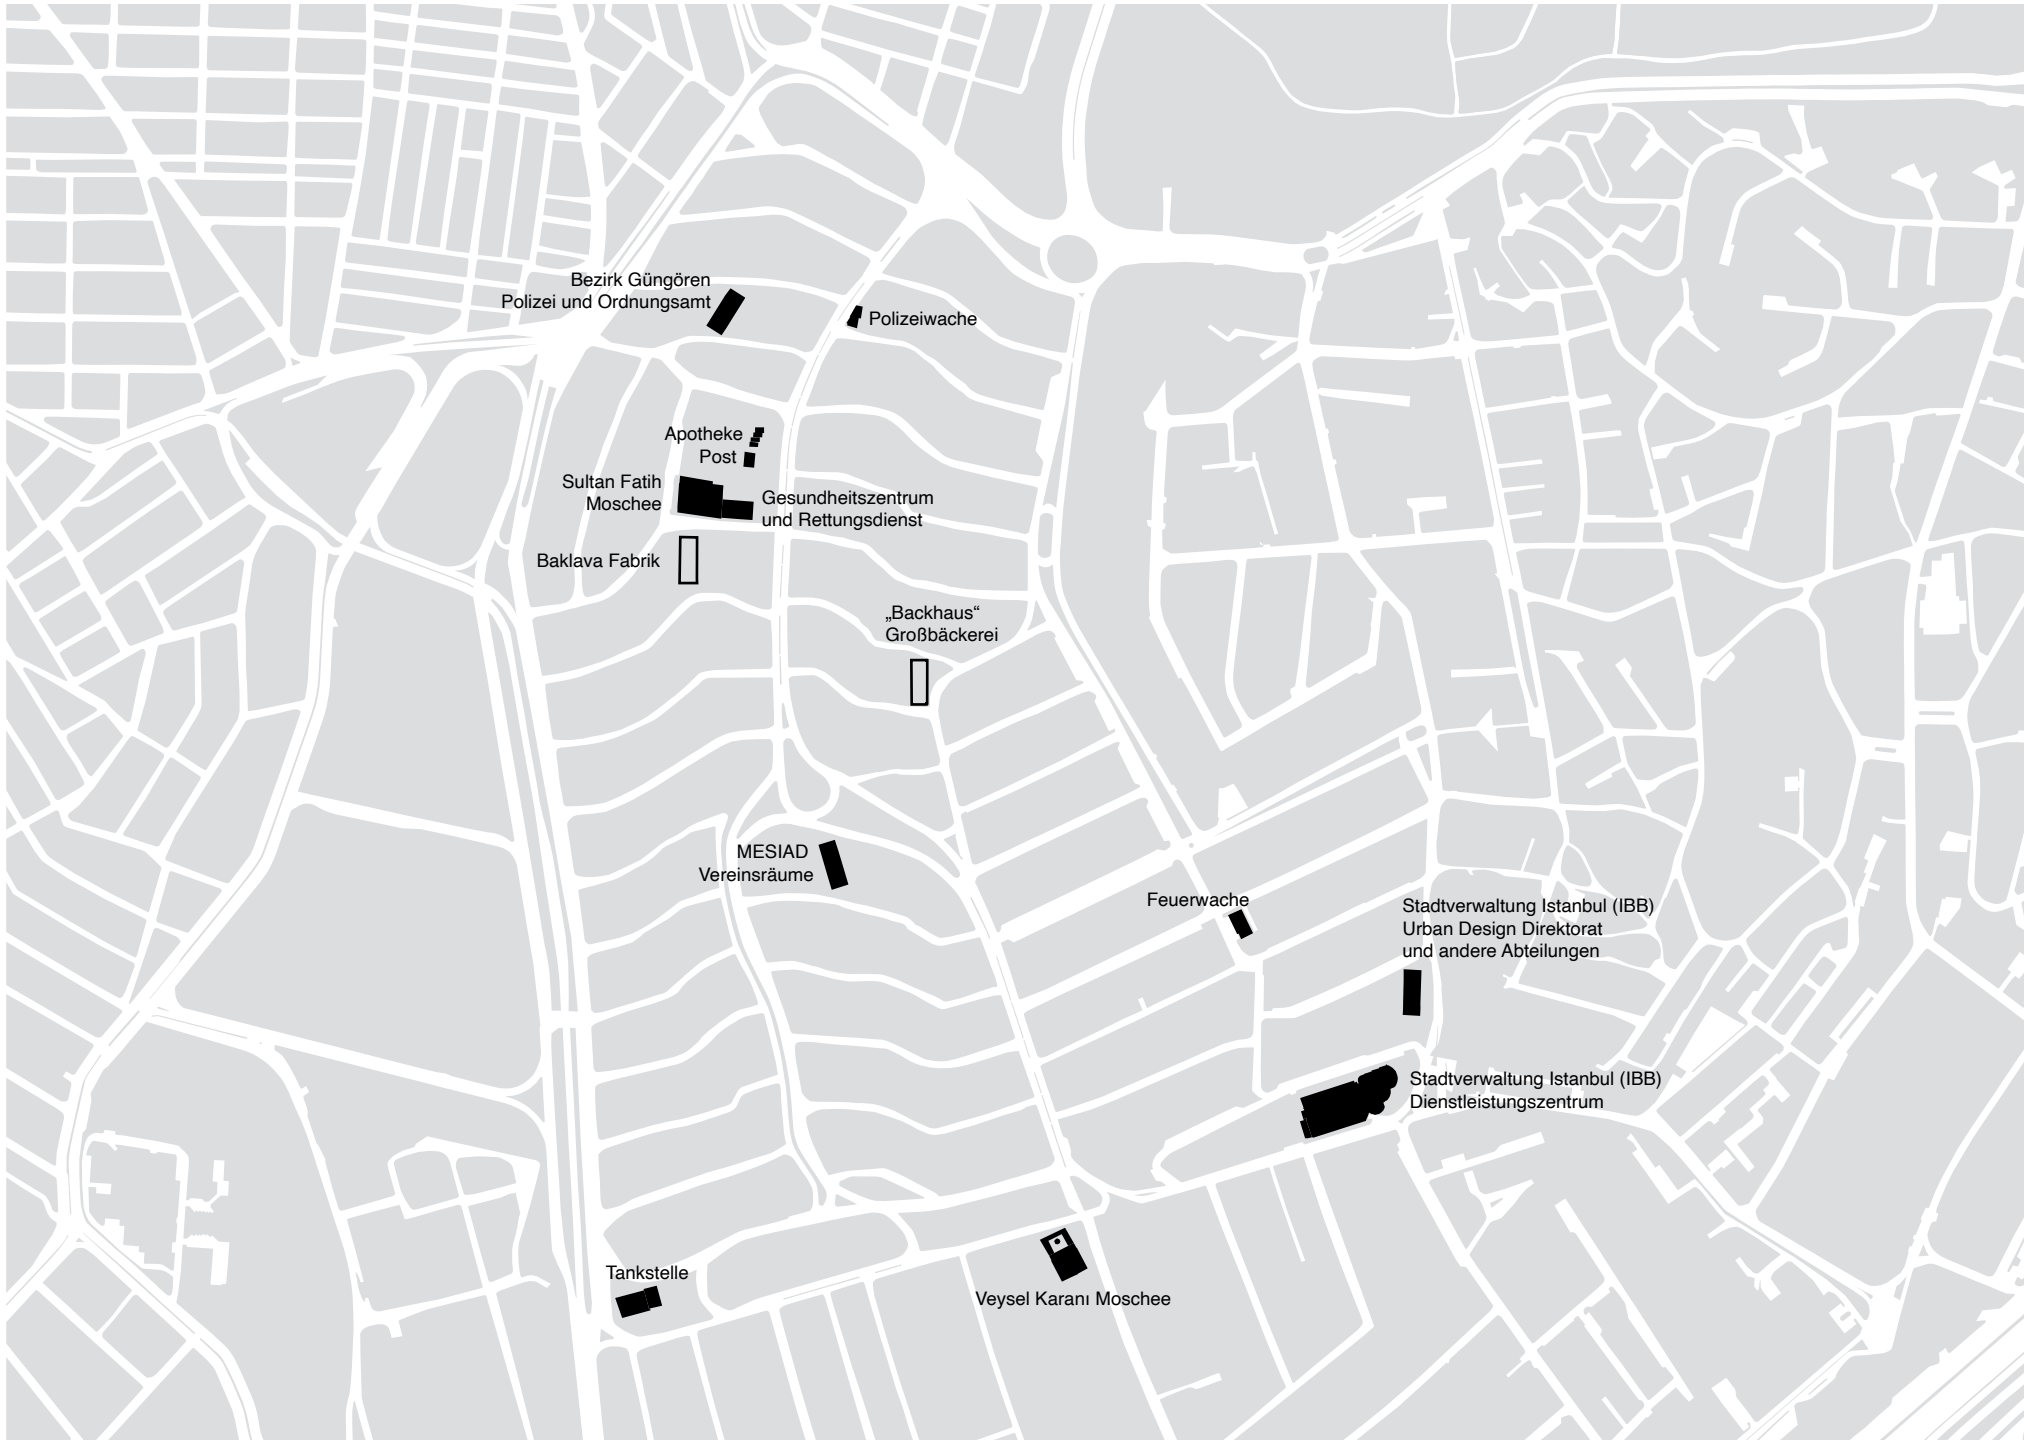 Bezirk Güngören
Polizei und Ordnungsamt
Polizeiwache
Apotheke
Post
Sultan Fatih
Moschee
Gesundheitszentrum
und Rettungsdienst
Baklava Fabrik
„Backhaus“
Großbäckerei
MESIAD
Vereinsräume
Feuerwache
Stadtverwaltung Istanbul (IBB)
Urban Design Direktorat
und andere Abteilungen
Stadtverwaltung Istanbul (IBB)
Dienstleistungszentrum
Tankstelle
Veysel Karanı Moschee